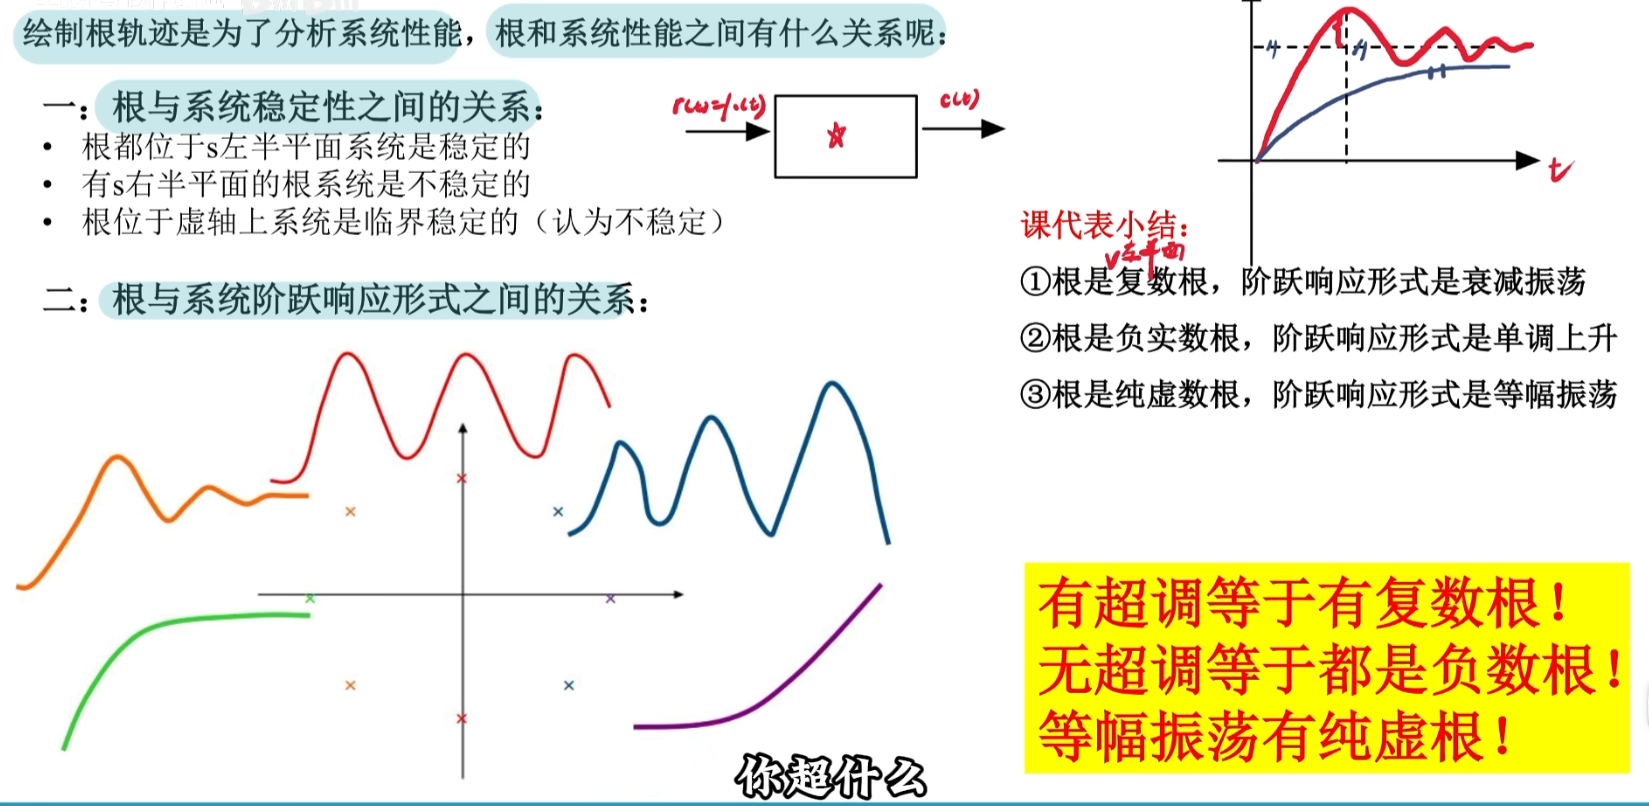 绘制根轨迹是为了分析系统性能，根和系统性能之间有什么关系呢：
一：根与系统稳定性之间的关系：
• 根都位于s左半平面系统是稳定的
• 有s右半平面的根系统是不稳定的
• 根位于虚轴上系统是临界稳定的（认为不稳定）
c(t)
t
二：根与系统阶跃响应形式之间的关系：
课代表小结：
左半平面
①根是复数根，阶跃响应形式是衰减振荡
②根是负实数根，阶跃响应形式是单调上升
③根是纯虚数根，阶跃响应形式是等幅振荡
有超调等于有复数根！
无超调等于都是负数根！
等幅振荡有纯虚根！
你超什么